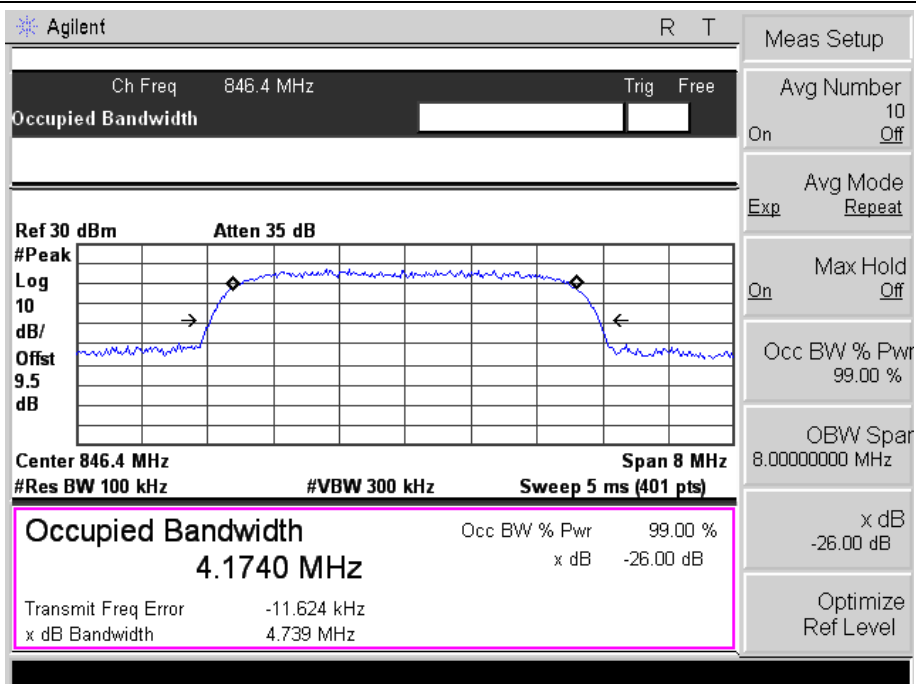 Agilent R T
Ch Freq 846.4 MHz Trig Free
Occupied Bandwidth
Ref 30 dBm Atten 35 dB
#Peak
Log
10
dB/
Offst
9.5
dB
Center 846.4 MHz Span 8 MHz
#Res BW 100 kHz #VBW 300 kHz Sweep 5 ms (401 pts)
Occupied Bandwidth
4.1740 MHz
Occ BW % Pwr 99.00 %
x dB -26.00 dB
Transmit Freq Error -11.624 kHz
x dB Bandwidth 4.739 MHz
Meas Setup
Avg Number
10
On Off
Avg Mode
Exp Repeat
Max Hold
On Off
Occ BW % Pwr
99.00 %
OBW Spar
8.00000000 MHz
x dB
-26.00 dB
Optimize
Ref Level